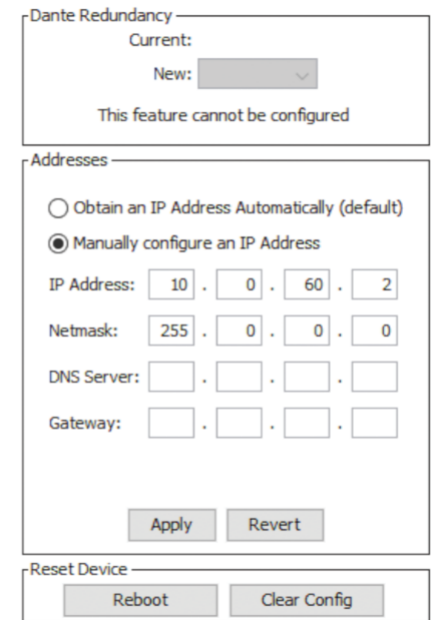 Dante Redundancy
Current:
New:
This feature cannot be configured
Addresses
Obtain an IP Address Automatically (default)
Manually configure an IP Address
IP Address: 10 . 0 . 60 . 2
Netmask: 255 . 0 . 0 . 0
DNS Server: . . .
Gateway: . . .
Apply Revert
Reset Device
Reboot Clear Config